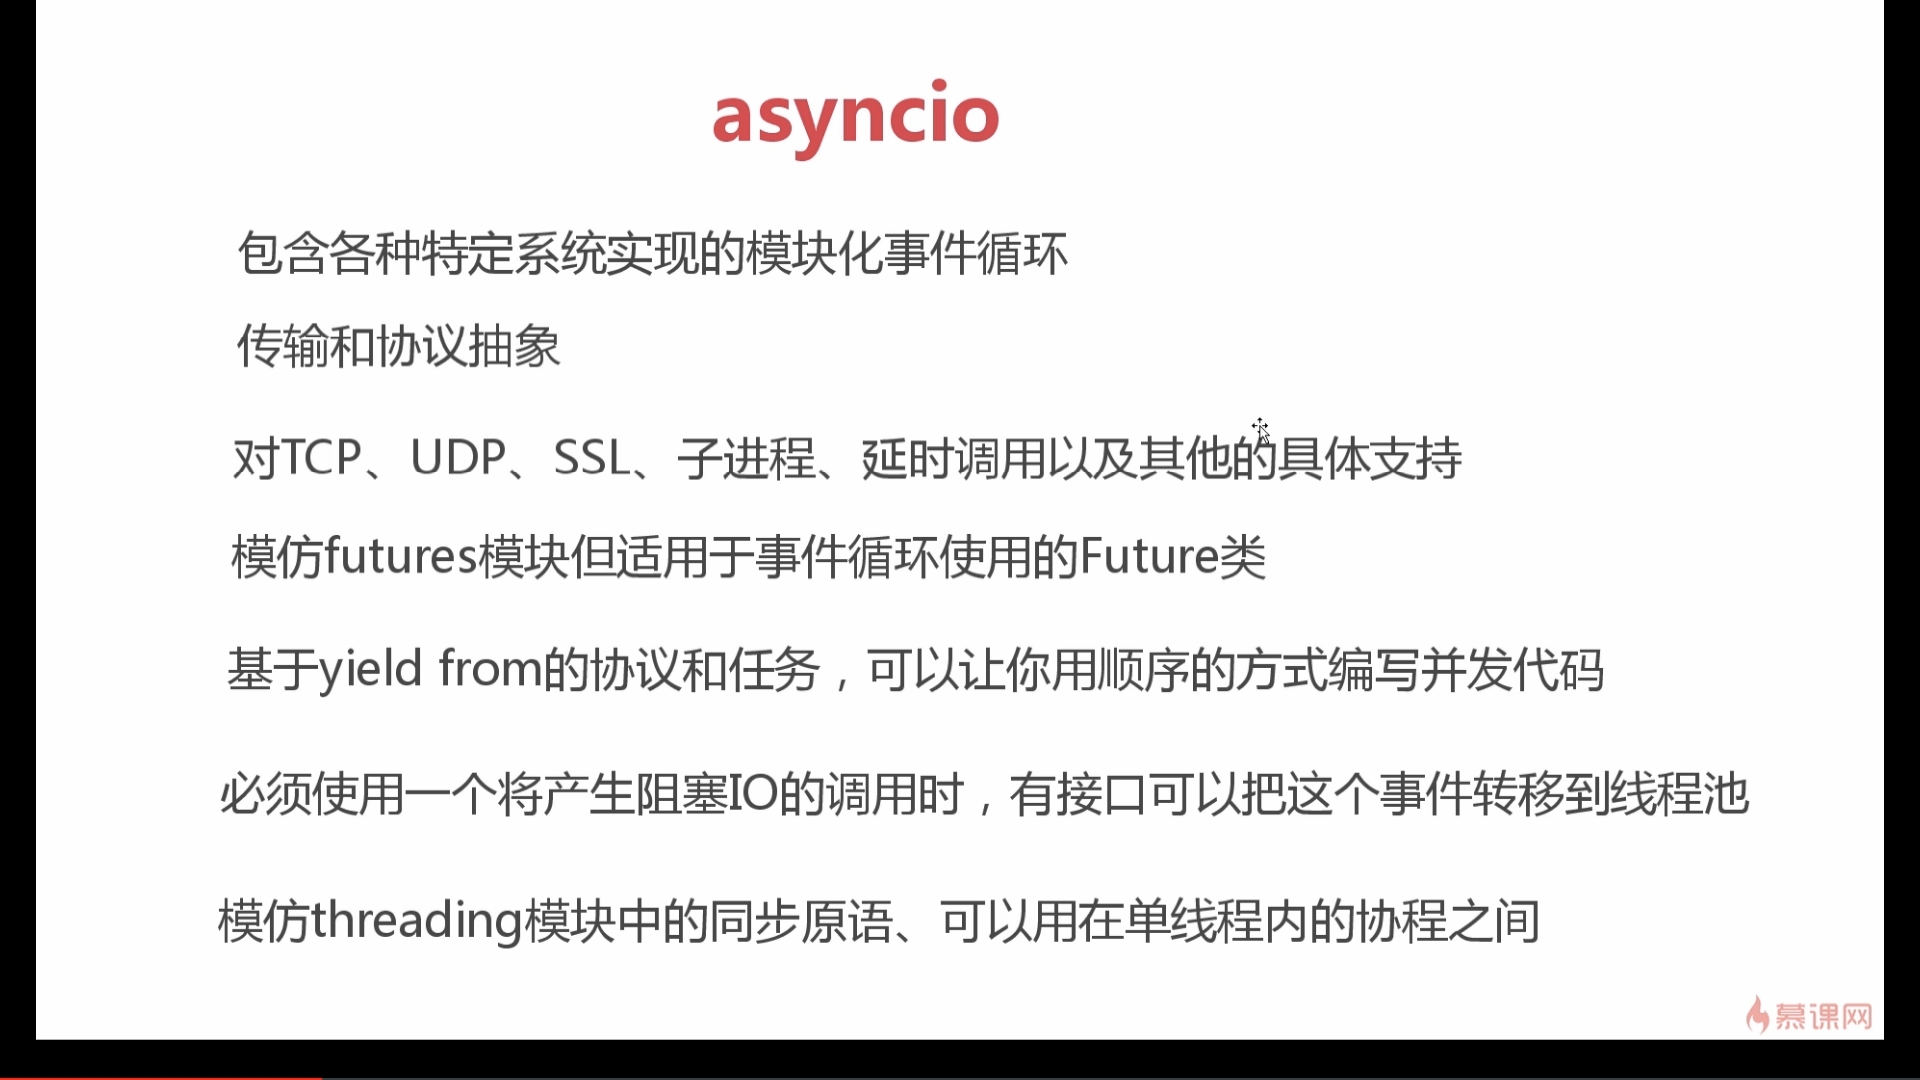 asyncio
包含各种特定系统实现的模块化事件循环
传输和协议抽象
对TCP、UDP、SSL、子进程、延时调用以及其他的具体支持
模仿futures模块但适用于事件循环使用的Future类
基于yield from的协议和任务，可以让你用顺序的方式编写并发代码
必须使用一个将产生阻塞IO的调用时，有接口可以把这个事件转移到线程池
模仿threading模块中的同步原语、可以用在单线程内的协程之间
慕课网